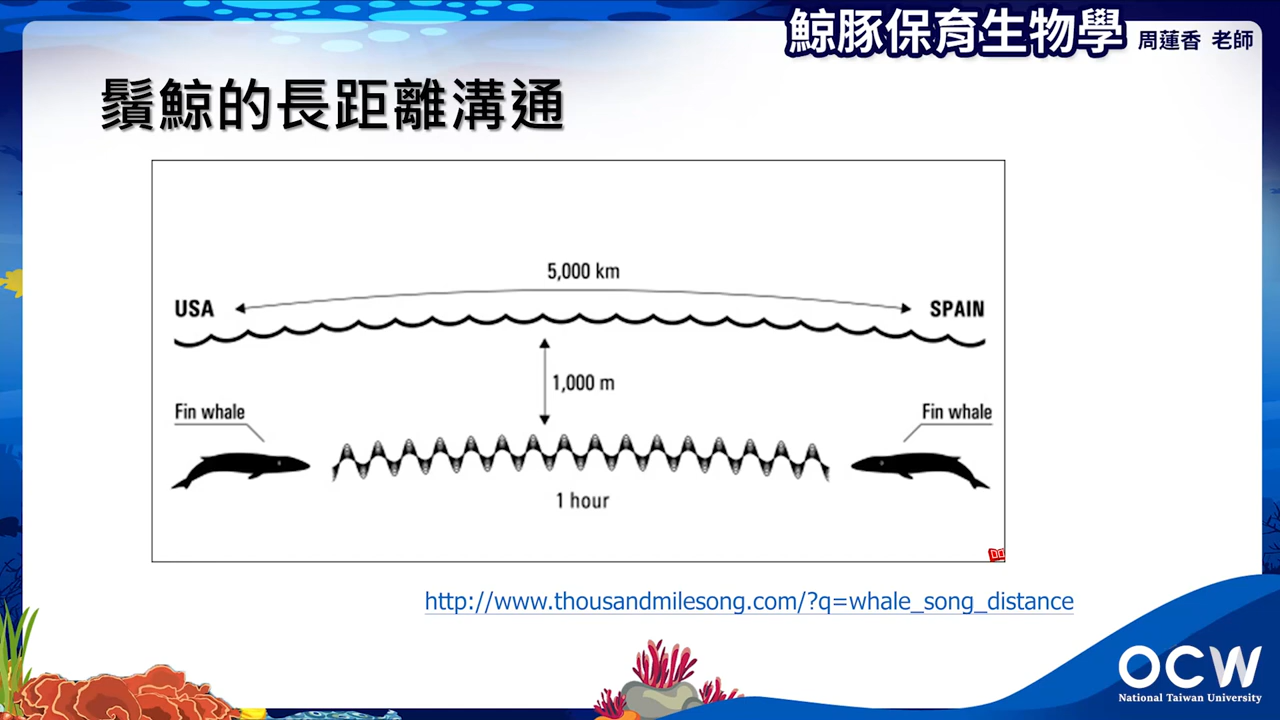 鯨豚保育生物學 周蓮香 老師
鬚鯨的長距離溝通
5,000 km
USA
SPAIN
1,000 m
Fin whale
Fin whale
1 hour
http://www.thousandmilesong.com/?q=whale_song_distance
OCW
National Taiwan University